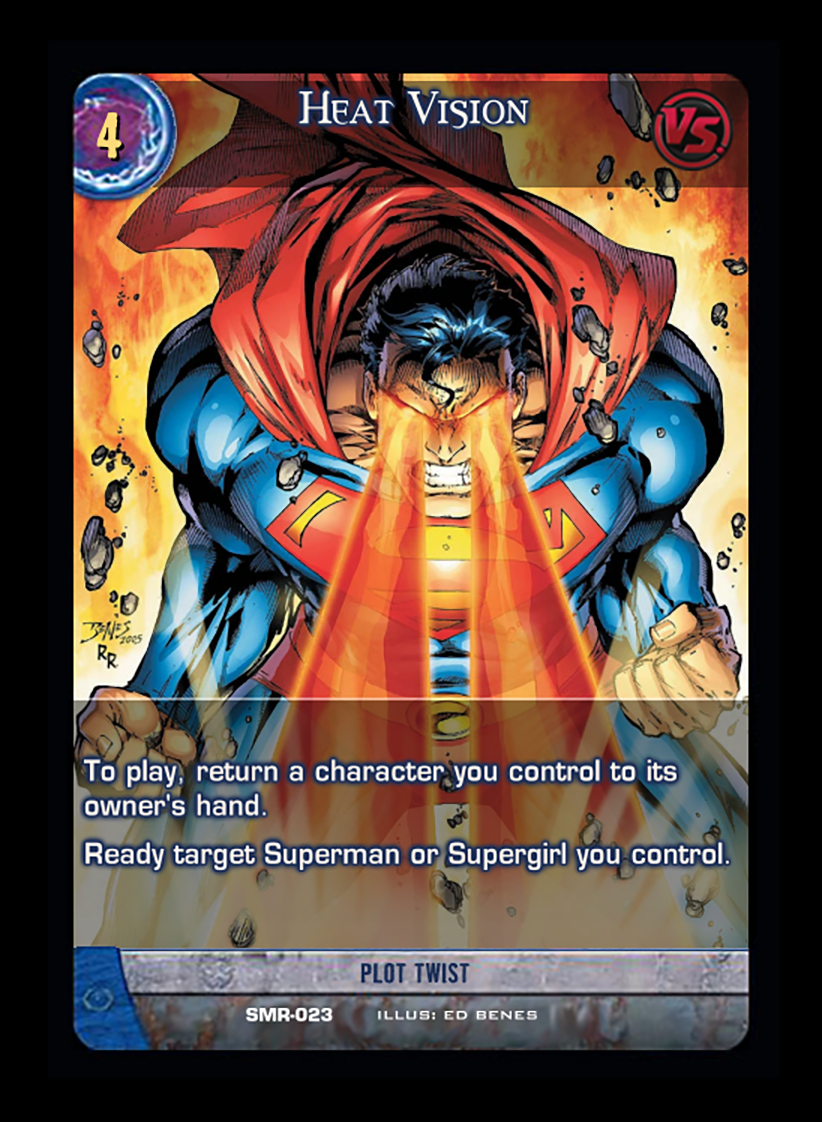 4
Heat Vision
VS.
BENES
2005
RR
To play, return a character you control to its
owner's hand.
Ready target Superman or Supergirl you control.
PLOT TWIST
SMR-023 ILLUS: ED BENES